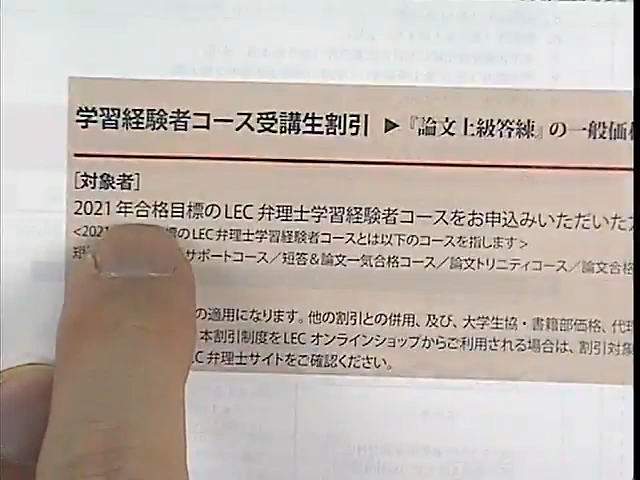 学習経験者コース受講生割引 ▶『論文上級答練』の一般価格
[対象者]
2021年合格目標のLEC弁理士学習経験者コースをお申込みいただいた
<2021 標のLEC弁理士学習経験者コースとは以下のコースを指します>
短 サポートコース/短答&論文一気合格コース/論文トリニティコース/論文合格
の適用になります。他の割引との併用、及び、大学生協・書籍部価格、代理
本割引制度をLECオンラインショップからご利用される場合は、割引対象
C弁理士サイトをご確認ください。